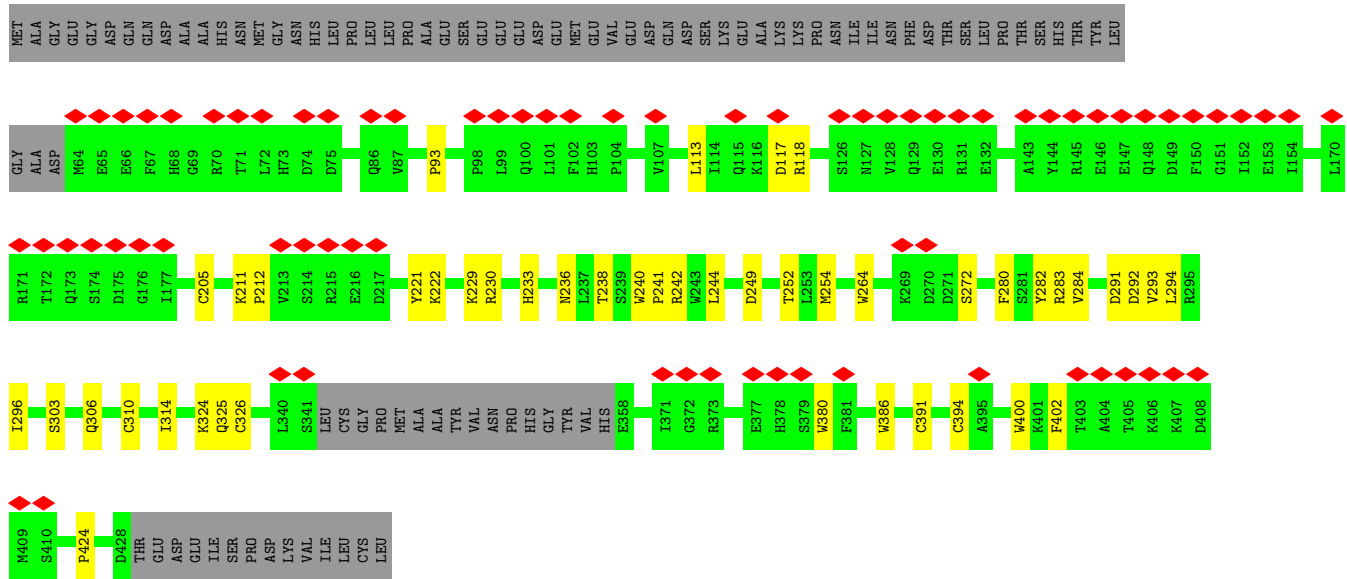 MET ALA GLY GLU GLY ASP GLN GLN ASP ALA ALA HIS ASN MET GLY ASN HIS LEU PRO LEU LEU PRO ALA GLU SER GLU GLU GLU ASP GLU MET GLU VAL GLU ASP GLN ASP SER LYS GLU ALA LYS LYS PRO ASN ILE ILE ASN PHE ASP THR SER LEU PRO THR SER HIS THR TYR LEU
GLY ALA ASP M64 E65 E66 F67 H68 G69 R70 T71 L72 H73 D74 D75 Q86 V87 P93 P98 L99 Q100 L101 F102 H103 P104 V107 L113 I114 Q115 K116 D117 R118 S126 N127 V128 Q129 E130 R131 E132 A143 Y144 R145 E146 E147 Q148 D149 F150 G151 I152 E153 I154 L170
R171 T172 Q173 S174 D175 G176 I177 C205 K211 P212 V213 S214 R215 E216 D217 Y221 K222 K229 R230 H233 N236 L237 T238 S239 W240 P241 R242 W243 L244 D249 T252 L253 M254 W264 K269 D270 D271 S272 F280 S281 Y282 R283 V284 D291 D292 V293 L294 R295
I296 S303 Q306 C310 I314 K324 Q325 C326 L340 S341 LEU CYS GLY PRO MET ALA ALA TYR VAL ASN PRO HIS GLY TYR VAL HIS E358 I371 G372 R373 E377 H378 S379 W380 F381 W386 C391 C394 A395 W400 K401 F402 T403 A404 T405 K406 K407 D408
M409 S410 P424 D428 THR GLU ASP GLU ILE SER PRO ASP LYS VAL ILE LEU CYS LEU